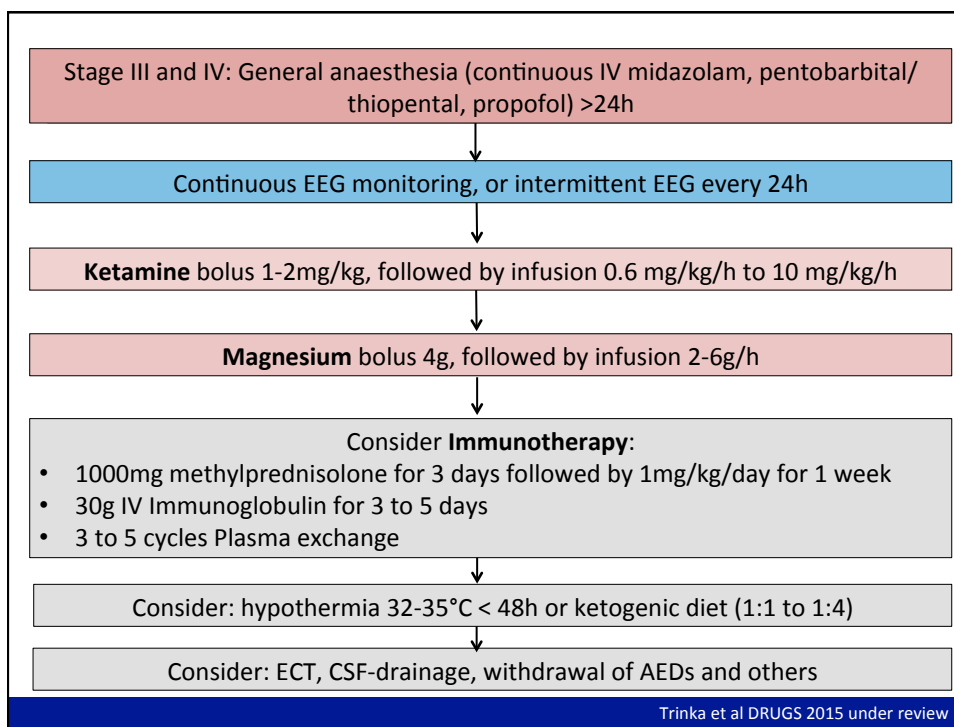 Stage III and IV: General anaesthesia (continuous IV midazolam, pentobarbital/
thiopental, propofol) >24h
Continuous EEG monitoring, or intermittent EEG every 24h
Ketamine bolus 1-2mg/kg, followed by infusion 0.6 mg/kg/h to 10 mg/kg/h
Magnesium bolus 4g, followed by infusion 2-6g/h
Consider Immunotherapy:
• 1000mg methylprednisolone for 3 days followed by 1mg/kg/day for 1 week
• 30g IV Immunoglobulin for 3 to 5 days
• 3 to 5 cycles Plasma exchange
Consider: hypothermia 32-35°C < 48h or ketogenic diet (1:1 to 1:4)
Consider: ECT, CSF-drainage, withdrawal of AEDs and others
Trinka et al DRUGS 2015 under review